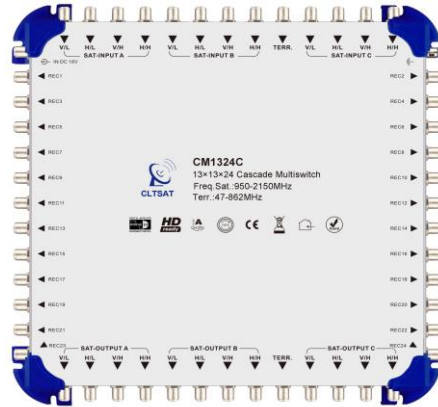 V/L H/L V/H H/H V/L H/L V/H H/H TERR. V/L H/L V/H H/H
SAT-INPUT A SAT-INPUT B SAT-INPUT C
IN DC 18V
REC1 REC2
REC3 REC4
REC5 REC6
REC7 REC8
REC9 REC10
REC11 REC12
REC13 REC14
REC15 REC16
REC17 REC18
REC19 REC20
REC21 REC22
REC23 REC24
CLTSAT
CM1324C
13×13×24 Cascade Multiswitch
Freq.Sat.:950-2150MHz
Terr.:47-862MHz
HD
ready
A
CE
SAT-OUTPUT A SAT-OUTPUT B SAT-OUTPUT C
V/L H/L V/H H/H V/L H/L V/H H/H TERR. V/L H/L V/H H/H